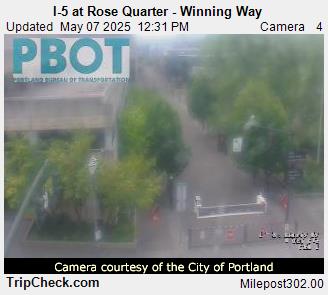 I-5 at Rose Quarter - Winning Way
Updated May 07 2025 12:31 PM Camera 4
PBOT
PORTLAND BUREAU OF TRANSPORTATION
Camera courtesy of the City of Portland
TripCheck.com Milepost302.00